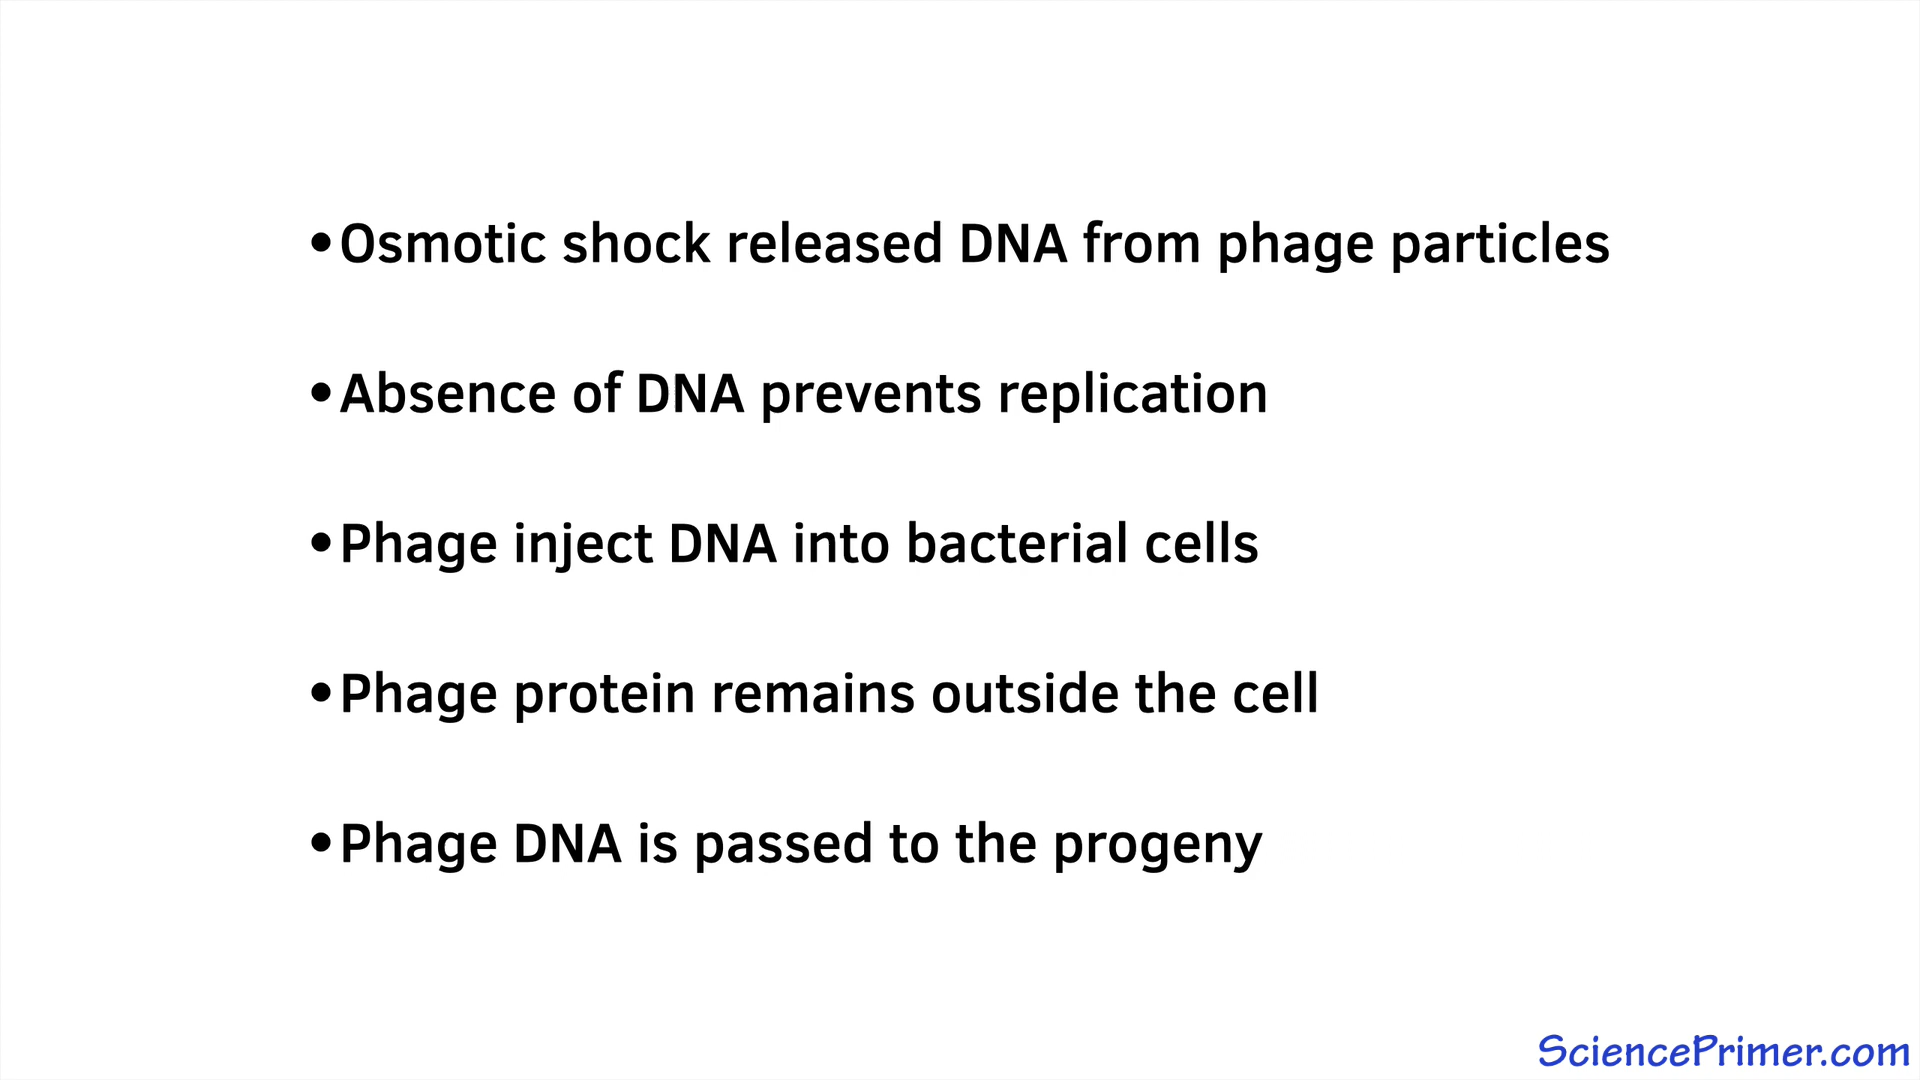 •Osmotic shock released DNA from phage particles
•Absence of DNA prevents replication
•Phage inject DNA into bacterial cells
•Phage protein remains outside the cell
•Phage DNA is passed to the progeny
SciencePrimer.com